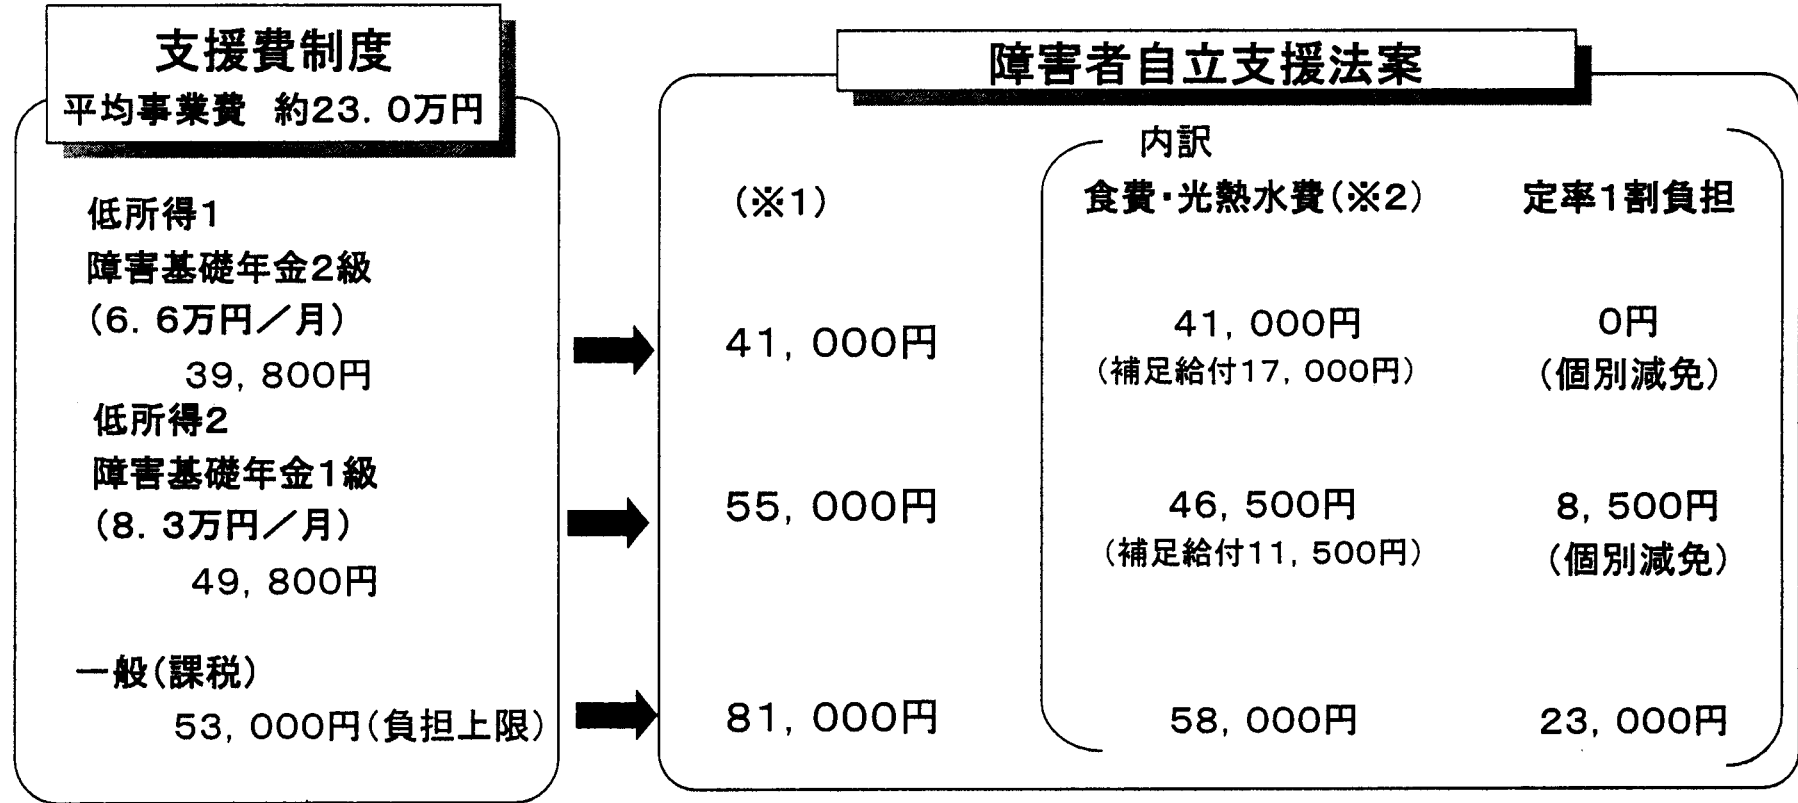 支援費制度
平均事業費 約23．0万円
低所得1
障害基礎年金2級
（6．6万円／月）
39，800円
低所得2
障害基礎年金1級
（8．3万円／月）
49，800円
一般（課税）
53，000円（負担上限）
障害者自立支援法案
内訳
（※1） 食費・光熱水費（※2） 定率1割負担
41，000円 41，000円 0円
（補足給付17，000円） （個別減免）
55，000円 46，500円 8，500円
（補足給付11，500円） （個別減免）
81，000円 58，000円 23，000円